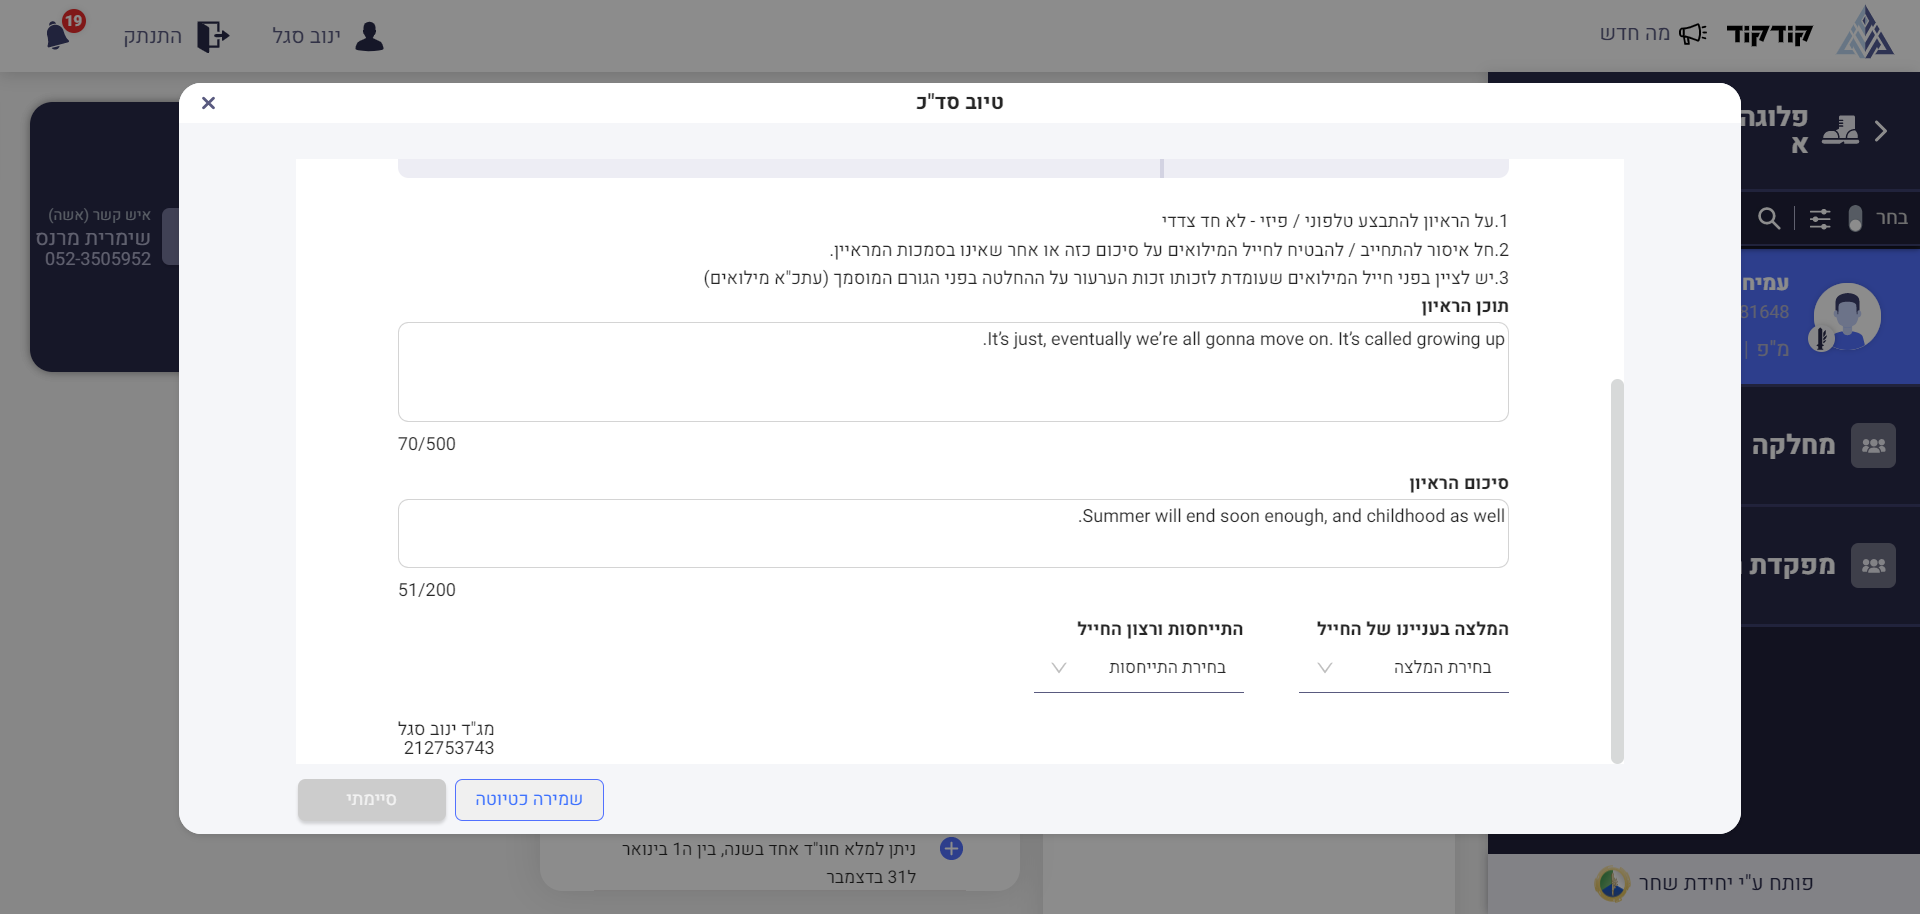 קודקוד
מה חדש
ינוב סגל
התנתק
19
טיוב סד"כ
פלוגה
א
בחר
עמיח
31648
מ"פ |
מחלקה
מפקדת
פותח ע"י יחידת שחר
איש קשר (אשה)
שימרית מרנס
052-3505952
1.על הראיון להתבצע טלפוני / פיזי - לא חד צדדי
2.חל איסור להתחייב / להבטיח לחייל המילואים על סיכום כזה או אחר שאינו בסמכות המראיין.
3.יש לציין בפני חייל המילואים שעומדת לזכותו זכות הערעור על ההחלטה בפני הגורם המוסמך (עתכ"א מילואים)
תוכן הראיון
It’s just, eventually we’re all gonna move on. It’s called growing up.
70/500
סיכום הראיון
Summer will end soon enough, and childhood as well.
51/200
המלצה בעניינו של החייל
התייחסות ורצון החייל
בחירת המלצה
בחירת התייחסות
מג"ד ינוב סגל
212753743
שמירה כטיוטה
סיימתי
ניתן למלא חוו"ד אחד בשנה, בין ה1 בינואר
ל31 בדצמבר